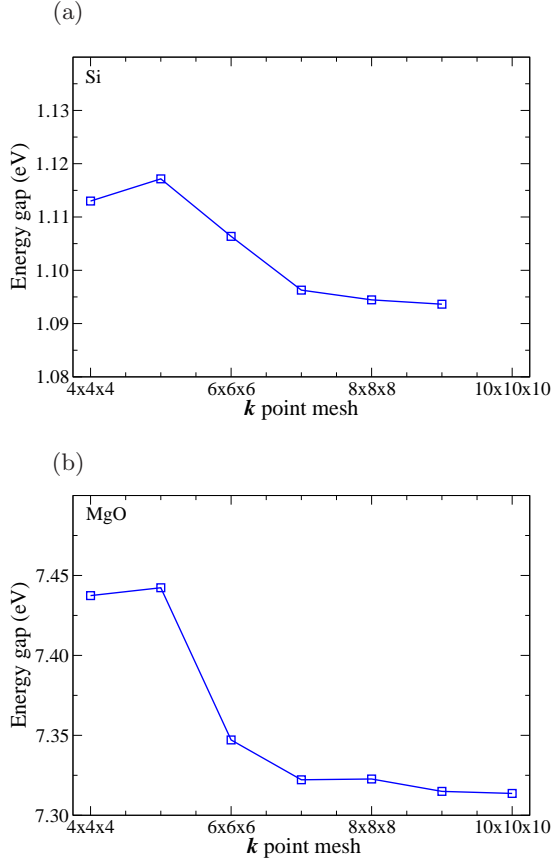 (a)
Si
1.13
1.12
1.11
1.10
1.09
1.08
Energy gap (eV)
4x4x4 6x6x6 8x8x8 10x10x10
k point mesh
(b)
MgO
7.45
7.40
7.35
7.30
Energy gap (eV)
4x4x4 6x6x6 8x8x8 10x10x10
k point mesh